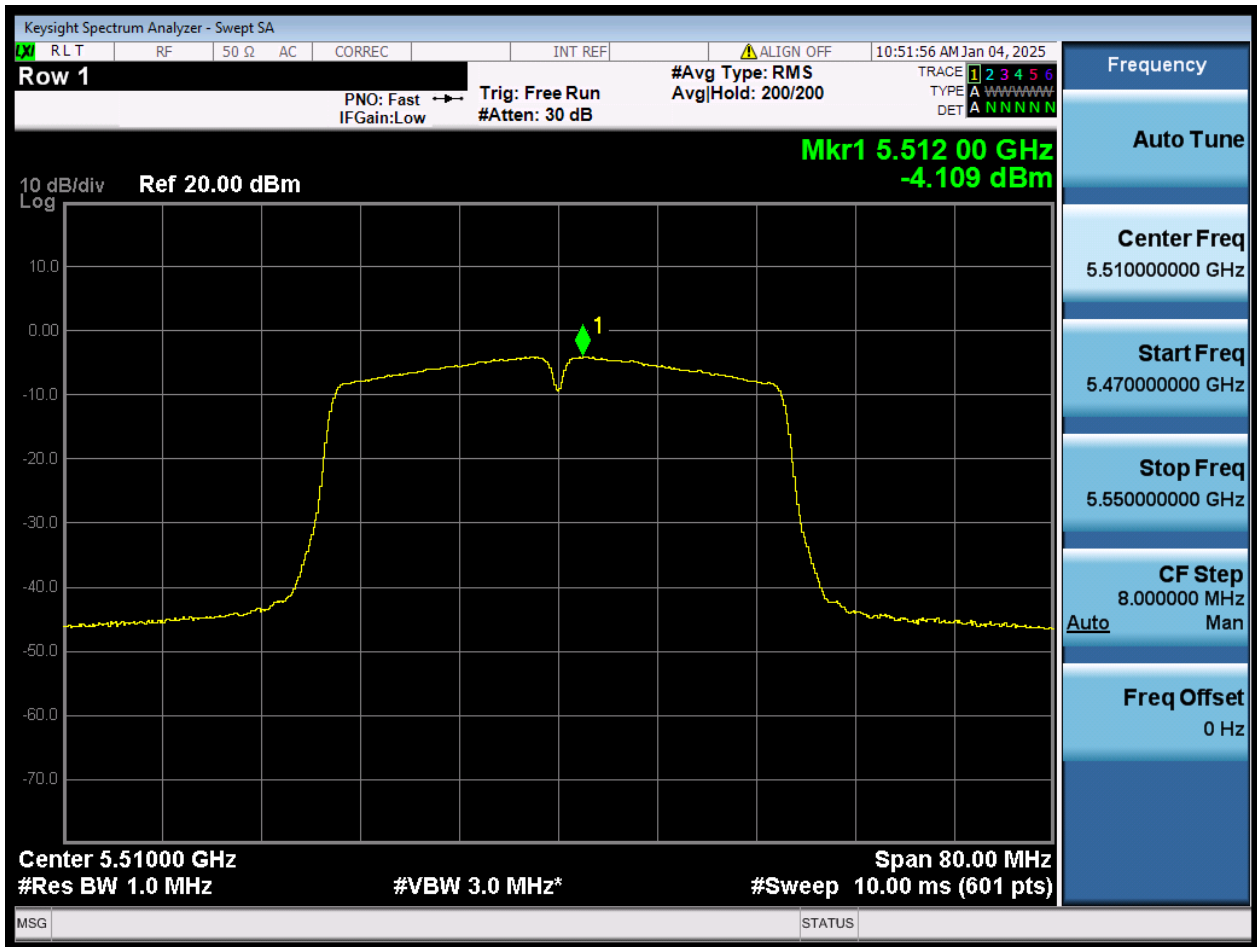 Keysight Spectrum Analyzer - Swept SA
LXI RLT RF 50 Ω AC CORREC INT REF ALIGN OFF 10:51:56 AM Jan 04, 2025
Row 1
PNO: Fast
IFGain:Low
Trig: Free Run
#Atten: 30 dB
#Avg Type: RMS
Avg|Hold: 200/200
TRACE 1 2 3 4 5 6
TYPE A WWWWW
DET A N N N N N
Mkr1 5.512 00 GHz
-4.109 dBm
10 dB/div Ref 20.00 dBm
Log
10.0
0.00
-10.0
-20.0
-30.0
-40.0
-50.0
-60.0
-70.0
1
Center 5.51000 GHz Span 80.00 MHz
#Res BW 1.0 MHz #VBW 3.0 MHz* #Sweep 10.00 ms (601 pts)
MSG STATUS
Frequency
Auto Tune
Center Freq
5.510000000 GHz
Start Freq
5.470000000 GHz
Stop Freq
5.550000000 GHz
CF Step
8.000000 MHz
Auto Man
Freq Offset
0 Hz